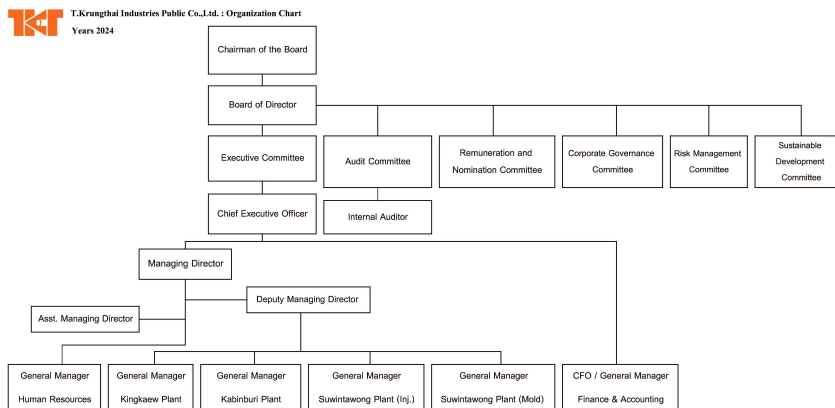 TKT
T.Krungthai Industries Public Co.,Ltd. : Organization Chart
Years 2024
Chairman of the Board
Board of Director
Executive Committee
Audit Committee
Remuneration and
Nomination Committee
Corporate Governance
Committee
Risk Management
Committee
Sustainable
Development
Committee
Chief Executive Officer
Internal Auditor
Managing Director
Deputy Managing Director
Asst. Managing Director
General Manager
Human Resources
General Manager
Kingkaew Plant
General Manager
Kabinburi Plant
General Manager
Suwintawong Plant (Inj.)
General Manager
Suwintawong Plant (Mold)
CFO / General Manager
Finance & Accounting